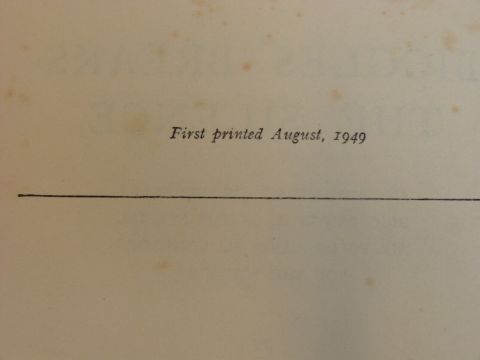 First printed August, 1949